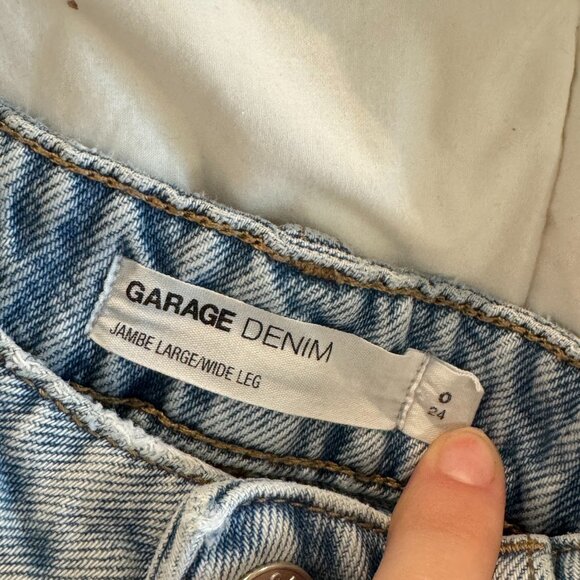 GARAGE DENIM
JAMBE LARGE/WIDE LEG
0
24